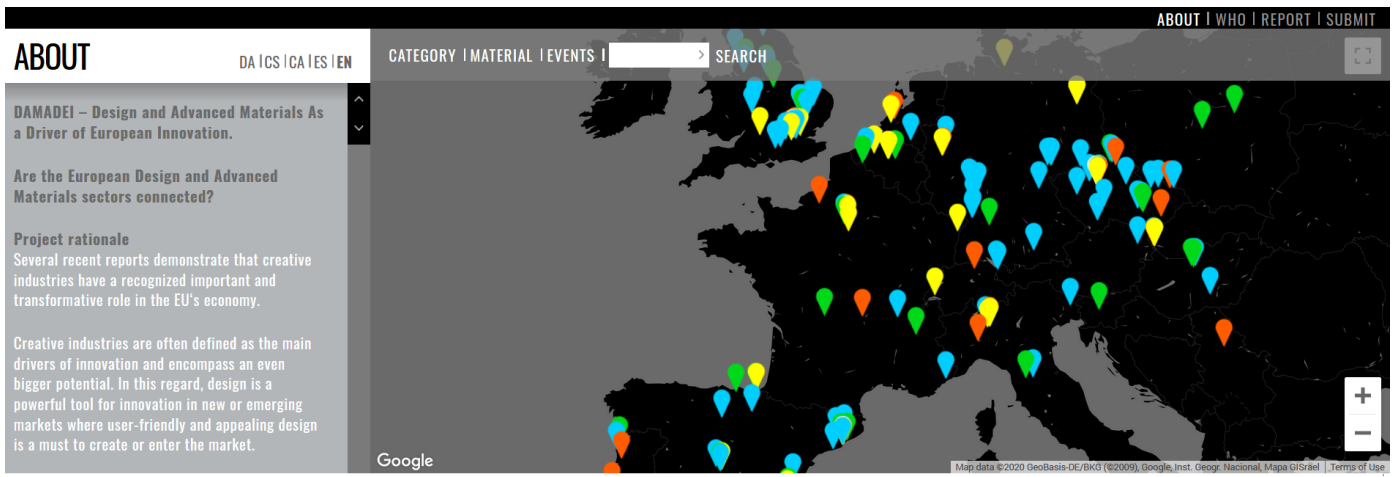 ABOUT | WHO | REPORT | SUBMIT
ABOUT
DA | CS | CA | ES | EN
CATEGORY | MATERIAL | EVENTS |
SEARCH
DAMADEI – Design and Advanced Materials As
a Driver of European Innovation.
Are the European Design and Advanced
Materials sectors connected?
Project rationale
Several recent reports demonstrate that creative
industries have a recognized important and
transformative role in the EU's economy.
Creative industries are often defined as the main
drivers of innovation and encompass an even
bigger potential. In this regard, design is a
powerful tool for innovation in new or emerging
markets where user-friendly and appealing design
is a must to create or enter the market.
Google
Map data ©2020 GeoBasis-DE/BKG (©2009), Google, Inst. Geogr. Nacional, Mapa GISrael
Terms of Use